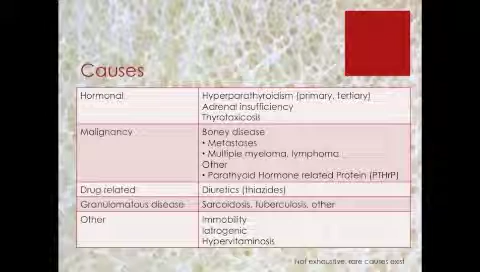 Causes
Hormonal
Hyperparathyroidism (primary, tertiary)
Adrenal insufficiency
Thyrotoxicosis
Malignancy
Boney disease
• Metastases
• Multiple myeloma, lymphoma
Other
• Parathyoid Hormone related Protein (PTHrP)
Drug related
Diuretics (thiazides)
Granulomatous disease
Sarcoidosis, tuberculosis, other
Other
Immobility
Iatrogenic
Hypervitaminosis
Not exhaustive, rare causes exist